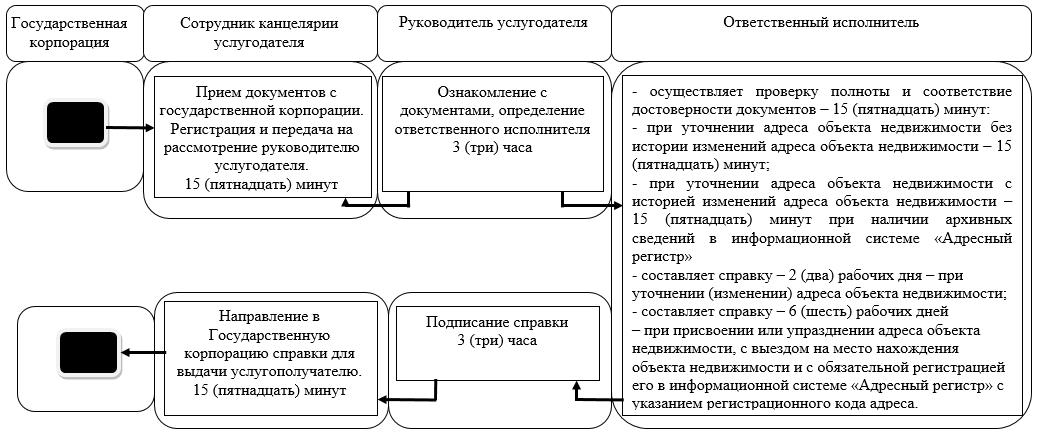 Государственная
корпорация
Сотрудник канцелярии
услугодателя
Руководитель услугодателя
Ответственный исполнитель
Прием документов с
государственной корпорации.
Регистрация и передача на
рассмотрение руководителю
услугодателя.
15 (пятнадцать) минут
Ознакомление с
документами, определение
ответственного исполнителя
3 (три) часа
- осуществляет проверку полноты и соответствие
достоверности документов – 15 (пятнадцать) минут:
- при уточнении адреса объекта недвижимости без
истории изменений адреса объекта недвижимости – 15
(пятнадцать) минут;
- при уточнении адреса объекта недвижимости с
историей изменений адреса объекта недвижимости –
15 (пятнадцать) минут при наличии архивных
сведений в информационной системе «Адресный
регистр»
- составляет справку – 2 (два) рабочих дня – при
уточнении (изменении) адреса объекта недвижимости;
- составляет справку – 6 (шесть) рабочих дней
– при присвоении или упразднении адреса объекта
недвижимости, с выездом на место нахождения
объекта недвижимости и с обязательной регистрацией
его в информационной системе «Адресный регистр» с
указанием регистрационного кода адреса.
Направление в
Государственную
корпорацию справки для
выдачи услугополучателю.
15 (пятнадцать) минут
Подписание справки
3 (три) часа